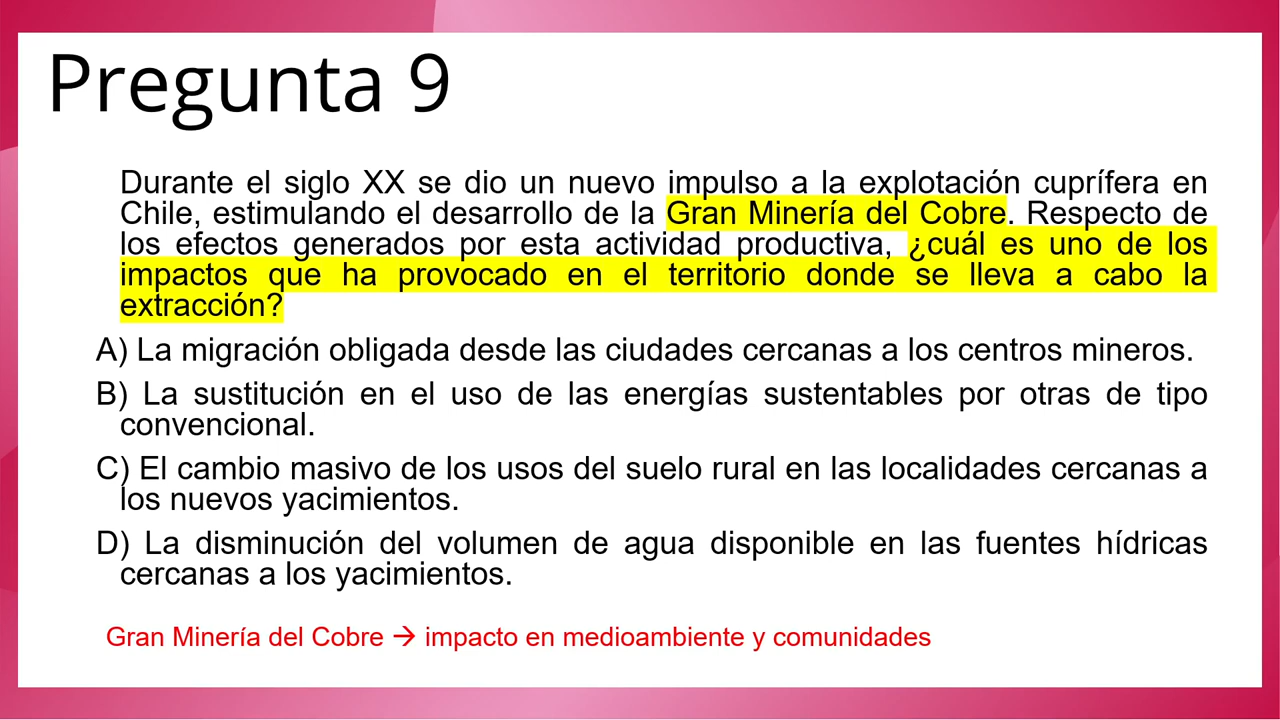 Pregunta 9
Durante el siglo XX se dio un nuevo impulso a la explotación cuprífera en
Chile, estimulando el desarrollo de la Gran Minería del Cobre. Respecto de
los efectos generados por esta actividad productiva, ¿cuál es uno de los
impactos que ha provocado en el territorio donde se lleva a cabo la
extracción?
A) La migración obligada desde las ciudades cercanas a los centros mineros.
B) La sustitución en el uso de las energías sustentables por otras de tipo
convencional.
C) El cambio masivo de los usos del suelo rural en las localidades cercanas a
los nuevos yacimientos.
D) La disminución del volumen de agua disponible en las fuentes hídricas
cercanas a los yacimientos.
Gran Minería del Cobre → impacto en medioambiente y comunidades